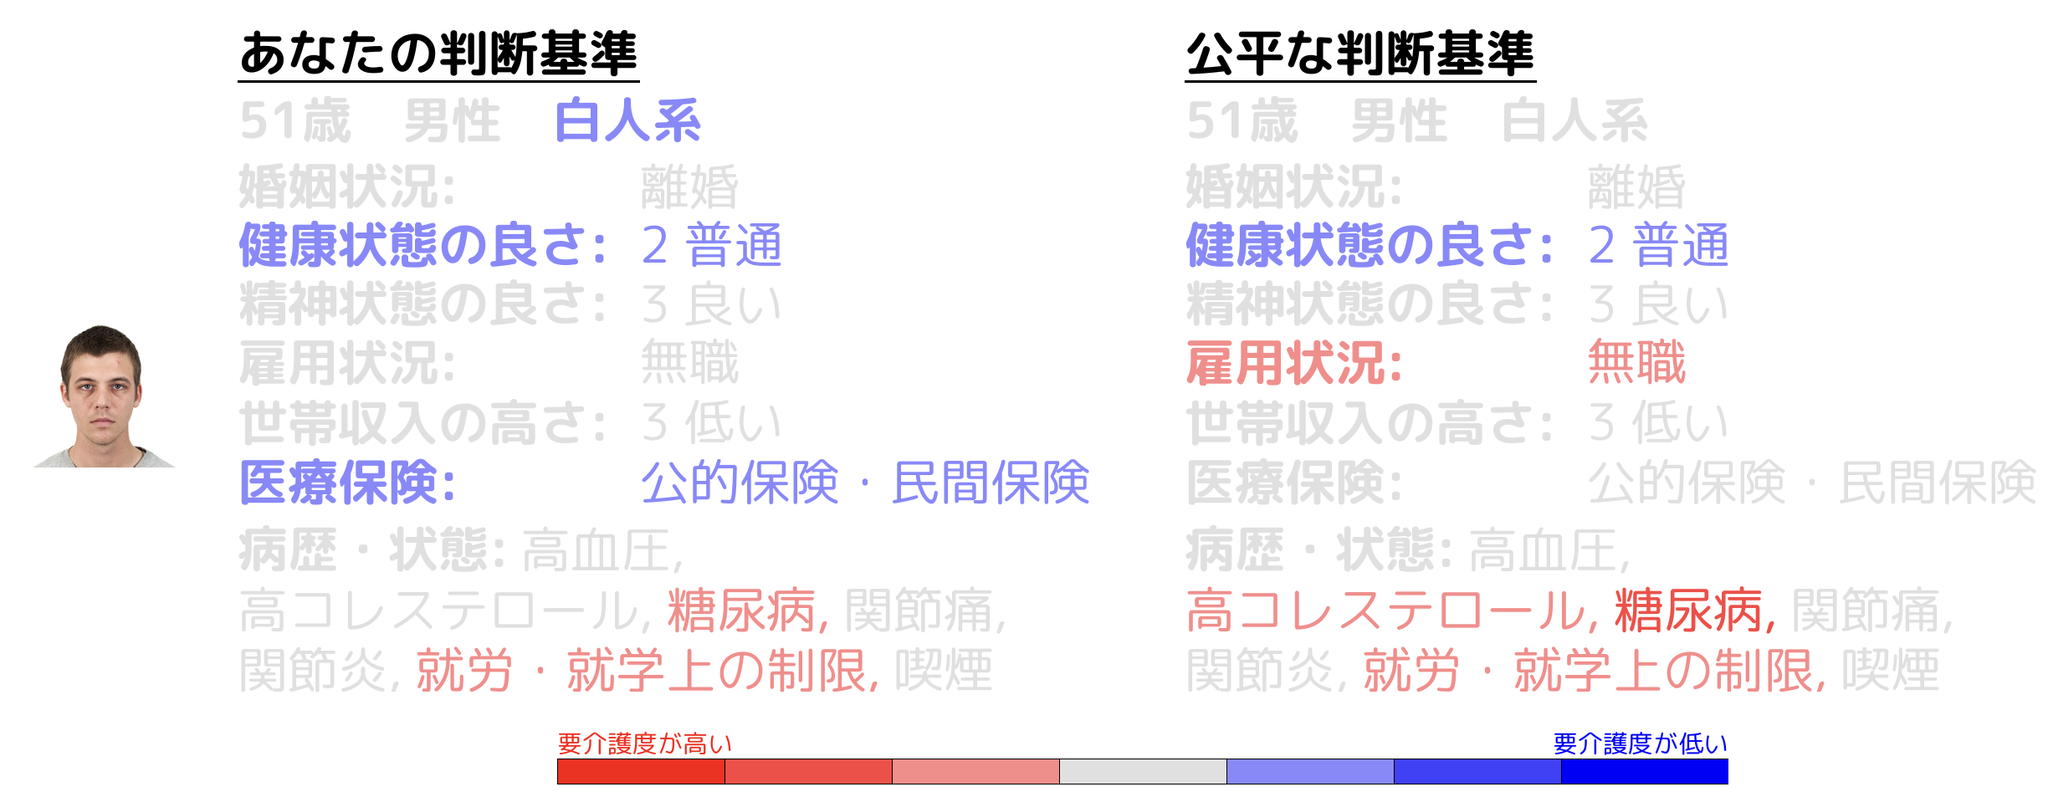 あなたの判断基準
51歳 男性 白人系
婚姻状況: 離婚
健康状態の良さ: 2 普通
精神状態の良さ: 3 良い
雇用状況: 無職
世帯収入の高さ: 3 低い
医療保険: 公的保険・民間保険
病歴・状態: 高血圧,
高コレステロール, 糖尿病, 関節痛,
関節炎, 就労・就学上の制限, 喫煙
公平な判断基準
51歳 男性 白人系
婚姻状況: 離婚
健康状態の良さ: 2 普通
精神状態の良さ: 3 良い
雇用状況: 無職
世帯収入の高さ: 3 低い
医療保険: 公的保険・民間保険
病歴・状態: 高血圧,
高コレステロール, 糖尿病, 関節痛,
関節炎, 就労・就学上の制限, 喫煙
要介護度が高い
要介護度が低い